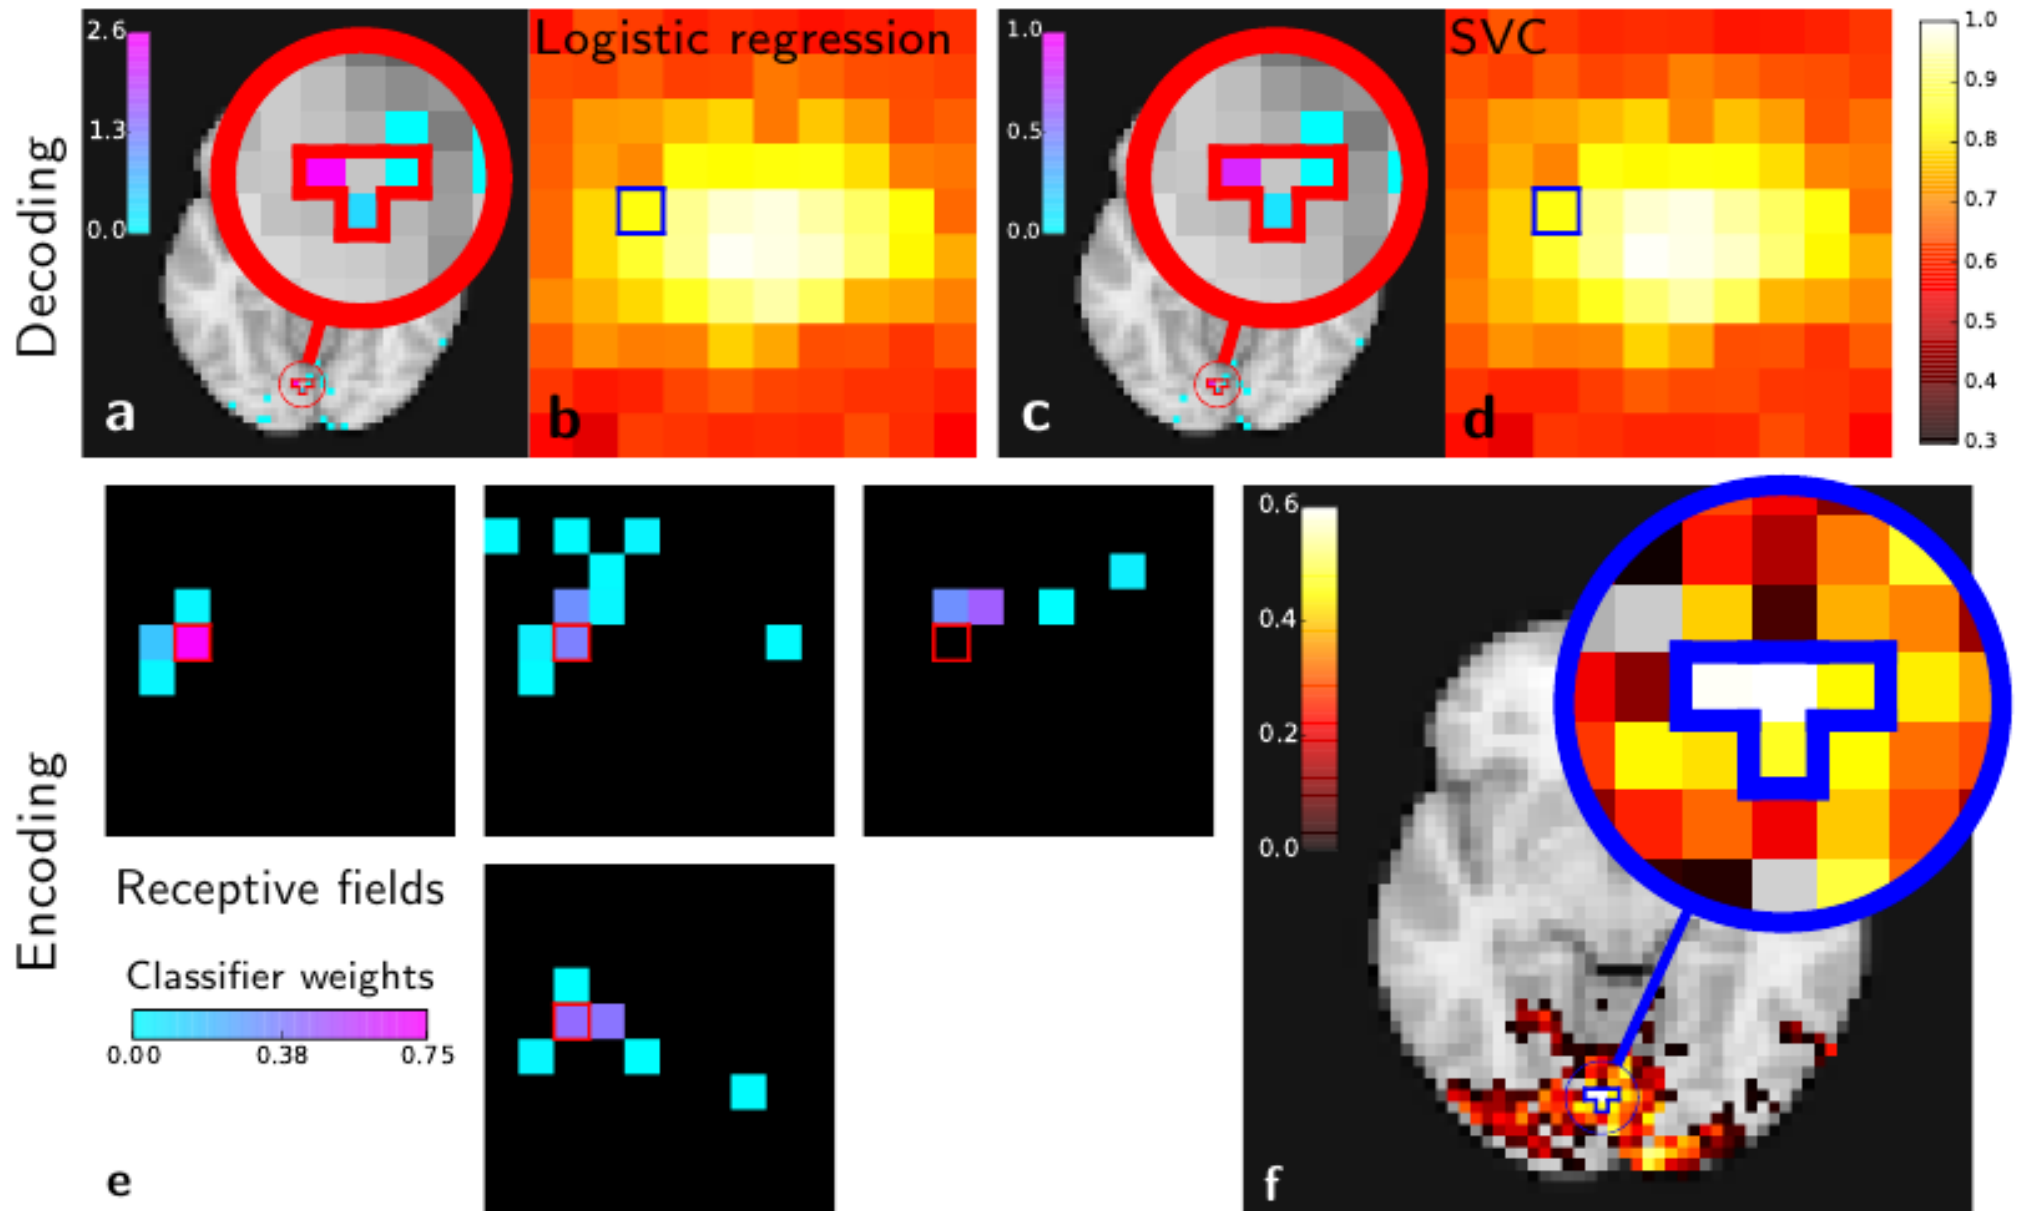 Decoding
2.6
1.3
0.0
a
Logistic regression
b
1.0
0.5
0.0
c
SVC
d
1.0
0.9
0.8
0.7
0.6
0.5
0.4
0.3
Encoding
Receptive fields
Classifier weights
0.00 0.38 0.75
e
0.6
0.4
0.2
0.0
f